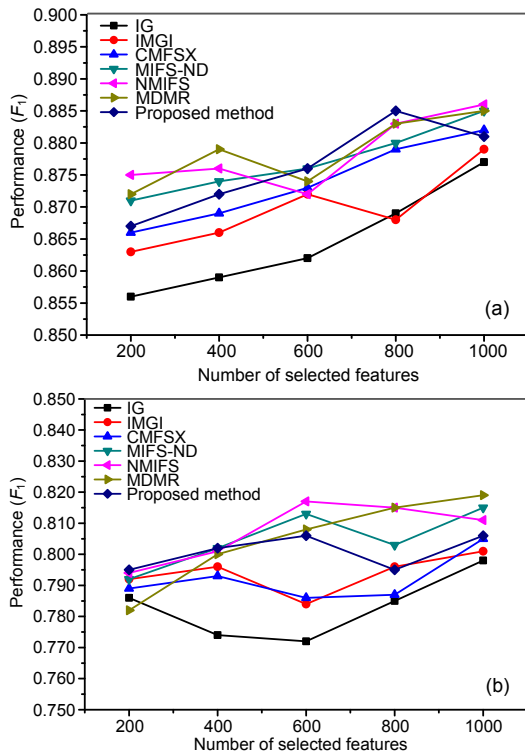 0.900
0.895
0.890
0.885
0.880
0.875
0.870
0.865
0.860
0.855
0.850
Performance (F1)
IG
IMGI
CMFSX
MIFS-ND
NMIFS
MDMR
Proposed method
(a)
200 400 600 800 1000
Number of selected features
0.850
0.840
0.830
0.820
0.810
0.800
0.790
0.780
0.770
0.760
0.750
Performance (F1)
IG
IMGI
CMFSX
MIFS-ND
NMIFS
MDMR
Proposed method
(b)
200 400 600 800 1000
Number of selected features